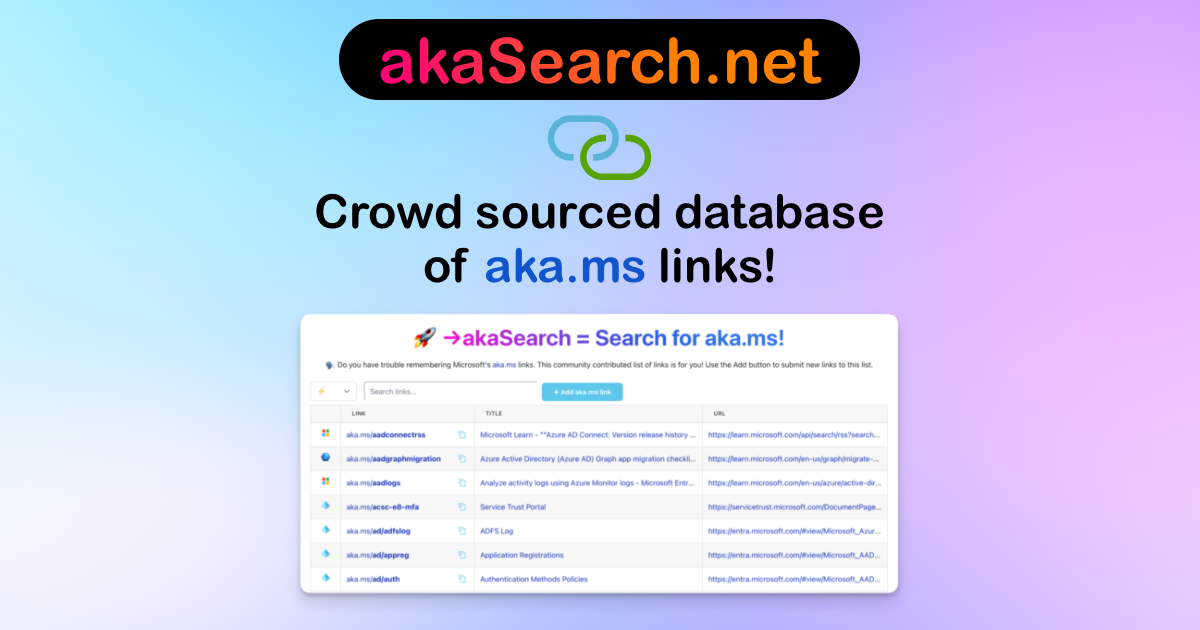 akaSearch.net
Crowd sourced database
of aka.ms links!
🚀 →akaSearch = Search for aka.ms!
🗣️ Do you have trouble remembering Microsoft's aka.ms links. This community contributed list of links is for you! Use the Add button to submit new links to this list.
⚡ Search links... + Add aka.ms link
LINK TITLE URL
aka.ms/aadconnectrss Microsoft Learn - ""Azure AD Connect: Version release history ... https://learn.microsoft.com/api/search/rss?search...
aka.ms/aadgraphmigration Azure Active Directory (Azure AD) Graph app migration checkli... https://learn.microsoft.com/en-us/graph/migrate-...
aka.ms/aadlogs Analyze activity logs using Azure Monitor logs - Microsoft Entr... https://learn.microsoft.com/en-us/azure/active-dir...
aka.ms/acsc-e8-mfa Service Trust Portal https://servicetrust.microsoft.com/DocumentPage...
aka.ms/ad/adfslog ADFS Log https://entra.microsoft.com/#view/Microsoft_Azur...
aka.ms/ad/appreg Application Registrations https://entra.microsoft.com/#view/Microsoft_AAD...
aka.ms/ad/auth Authentication Methods Policies https://entra.microsoft.com/#view/Microsoft_AAD...